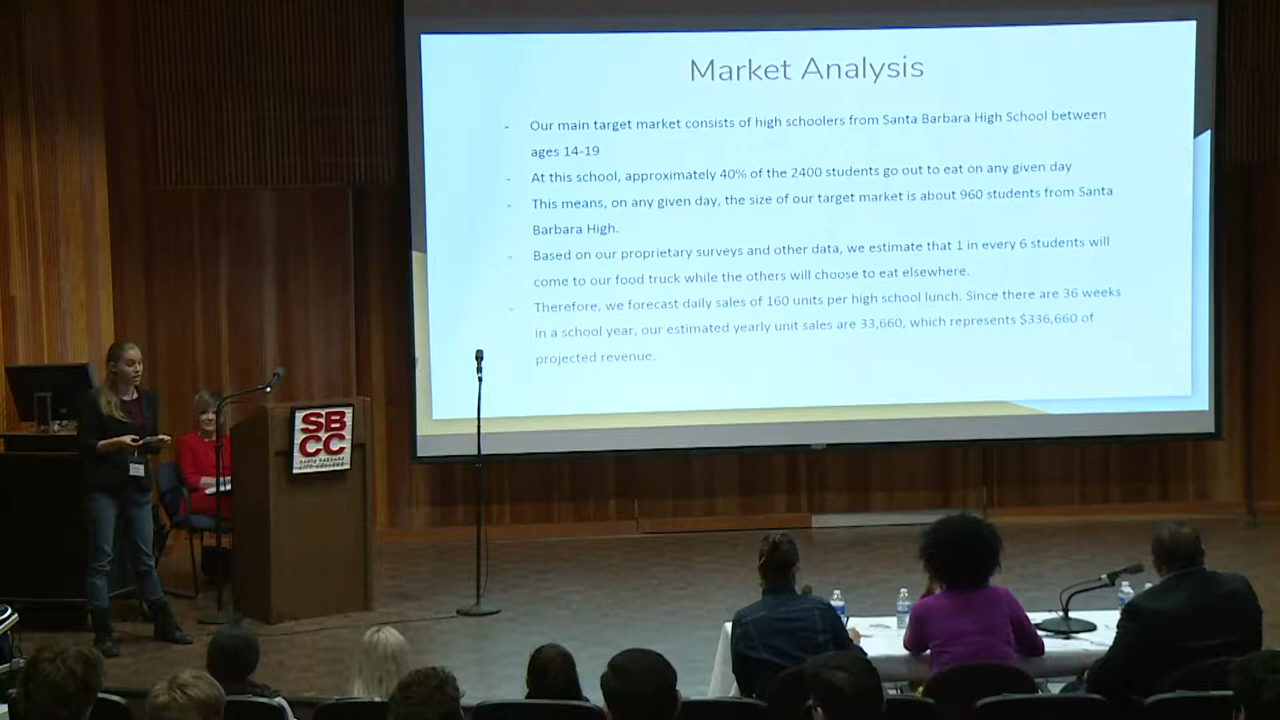 Market Analysis
- Our main target market consists of high schoolers from Santa Barbara High School between
ages 14-19
- At this school, approximately 40% of the 2400 students go out to eat on any given day
- This means, on any given day, the size of our target market is about 960 students from Santa
Barbara High.
- Based on our proprietary surveys and other data, we estimate that 1 in every 6 students will
come to our food truck while the others will choose to eat elsewhere.
- Therefore, we forecast daily sales of 160 units per high school lunch. Since there are 36 weeks
in a school year, our estimated yearly unit sales are 33,660, which represents $336,660 of
projected revenue.
SB
CC
SANTA BARBARA
CITY COLLEGE